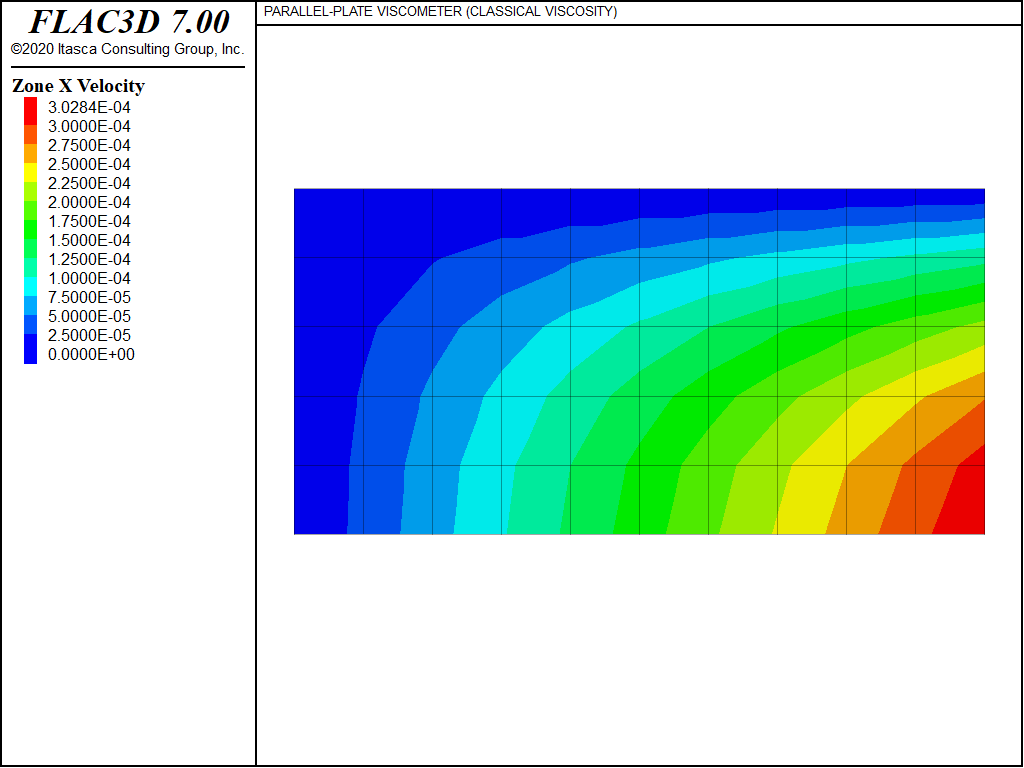 FLAC3D 7.00
©2020 Itasca Consulting Group, Inc.
Zone X Velocity
3.0284E-04
3.0000E-04
2.7500E-04
2.5000E-04
2.2500E-04
2.0000E-04
1.7500E-04
1.5000E-04
1.2500E-04
1.0000E-04
7.5000E-05
5.0000E-05
2.5000E-05
0.0000E+00
PARALLEL-PLATE VISCOMETER (CLASSICAL VISCOSITY)